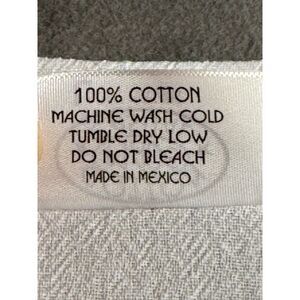 100% COTTON
MACHINE WASH COLD
TUMBLE DRY LOW
DO NOT BLEACH
MADE IN MEXICO